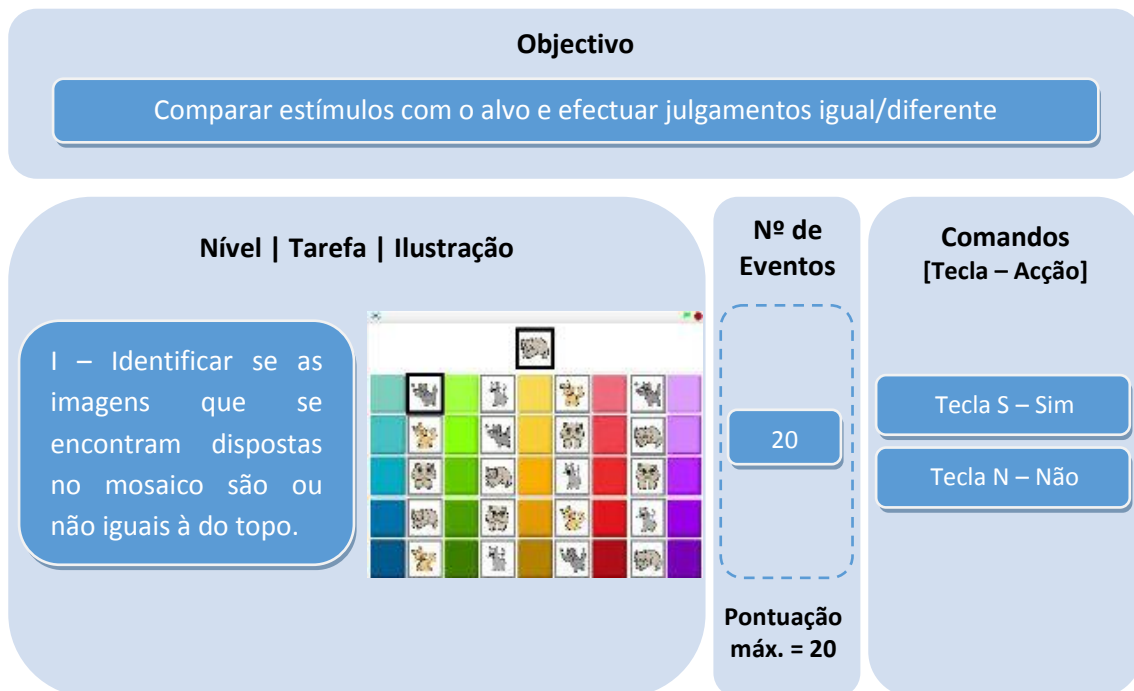 Objectivo
Comparar estímulos com o alvo e efectuar julgamentos igual/diferente
Nível | Tarefa | Ilustração
I – Identificar se as
imagens que se
encontram dispostas
no mosaico são ou
não iguais à do topo.
Nº de
Eventos
20
Pontuação
máx. = 20
Comandos
[Tecla – Acção]
Tecla S – Sim
Tecla N – Não